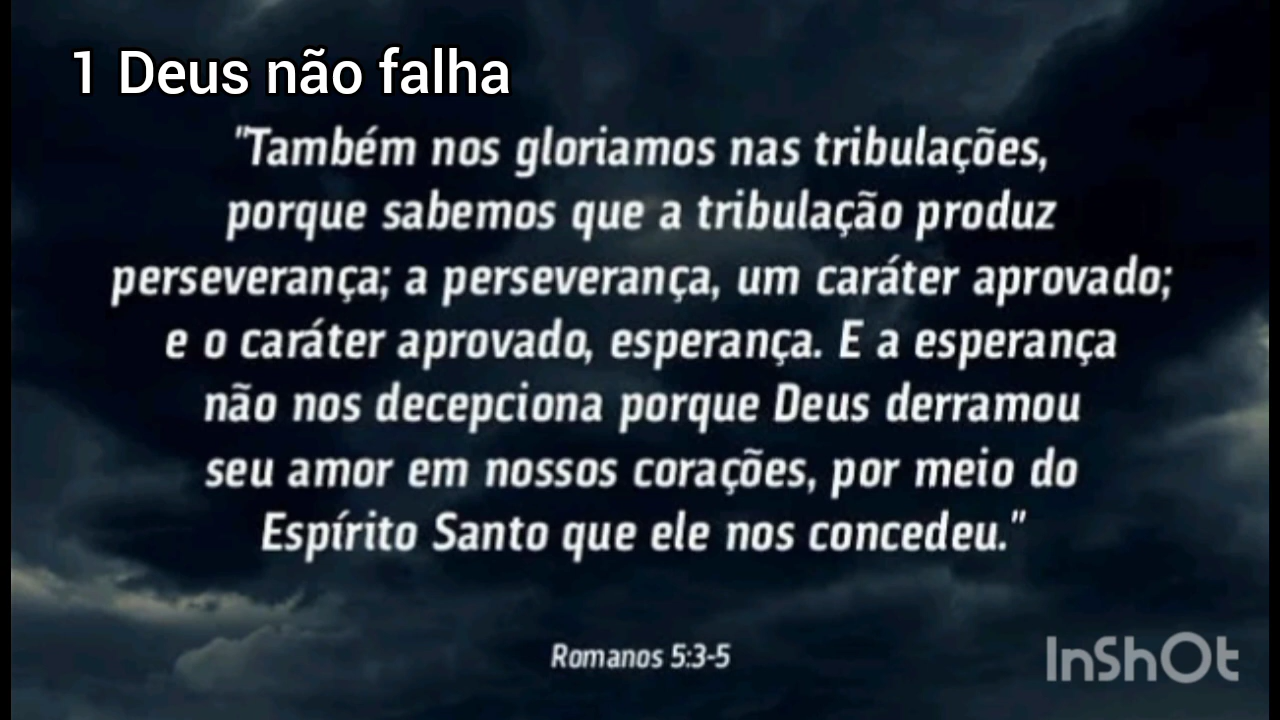 1 Deus não falha
"Também nos gloriamos nas tribulações,
porque sabemos que a tribulação produz
perseverança; a perseverança, um caráter aprovado;
e o caráter aprovado, esperança. E a esperança
não nos decepciona porque Deus derramou
seu amor em nossos corações, por meio do
Espírito Santo que ele nos concedeu."
Romanos 5:3-5
InShOt